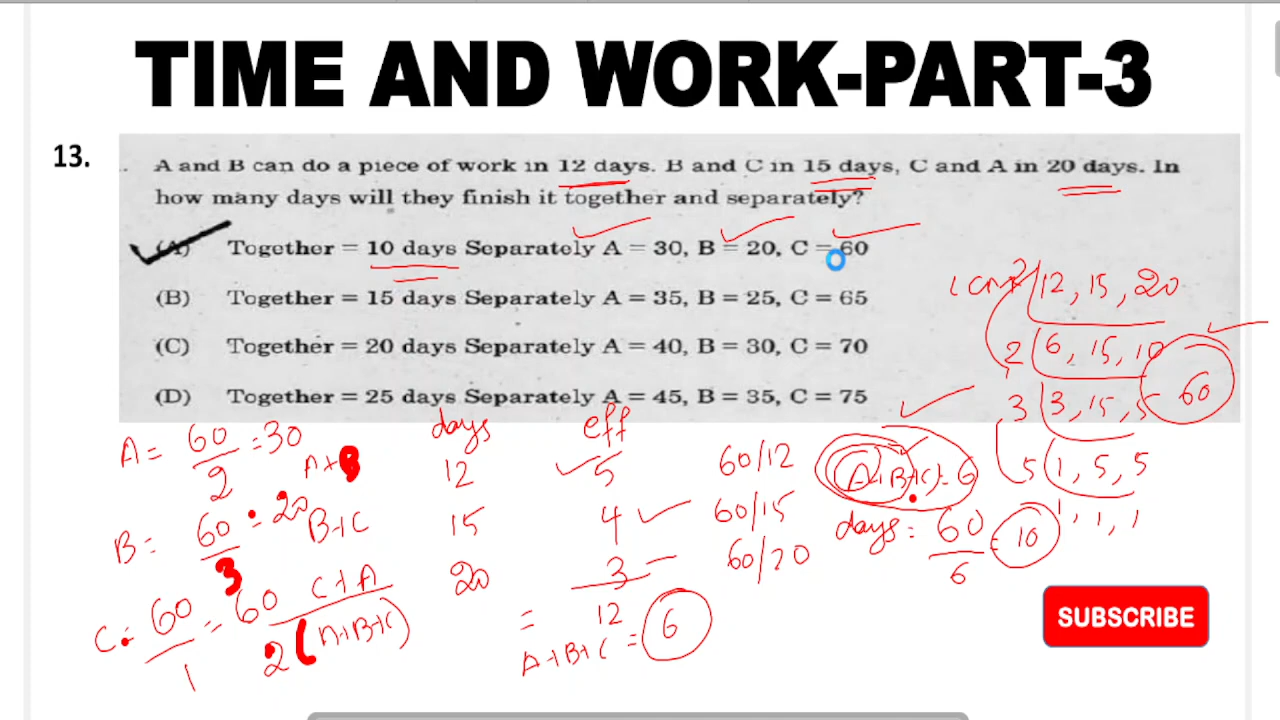 TIME AND WORK-PART-3
13.
A and B can do a piece of work in 12 days. B and C in 15 days, C and A in 20 days. In
how many days will they finish it together and separately?
(A) Together = 10 days Separately A = 30, B = 20, C = 60
(B) Together = 15 days Separately A = 35, B = 25, C = 65
(C) Together = 20 days Separately A = 40, B = 30, C = 70
(D) Together = 25 days Separately A = 45, B = 35, C = 75
2 12, 15, 20
2 6, 15, 10
3 3, 15, 5
5 1, 5, 5
1, 1, 1
60
days eff
A+B 12 5 60/12
B+C 15 4 60/15
C+A 20 3 60/20
= 12
2(A+B+C)
A+B+C = 6
A = 60/2 = 30
B = 60/3 = 20
C = 60/1 = 60
A+B+C = 6
days = 60/6 = 10
SUBSCRIBE